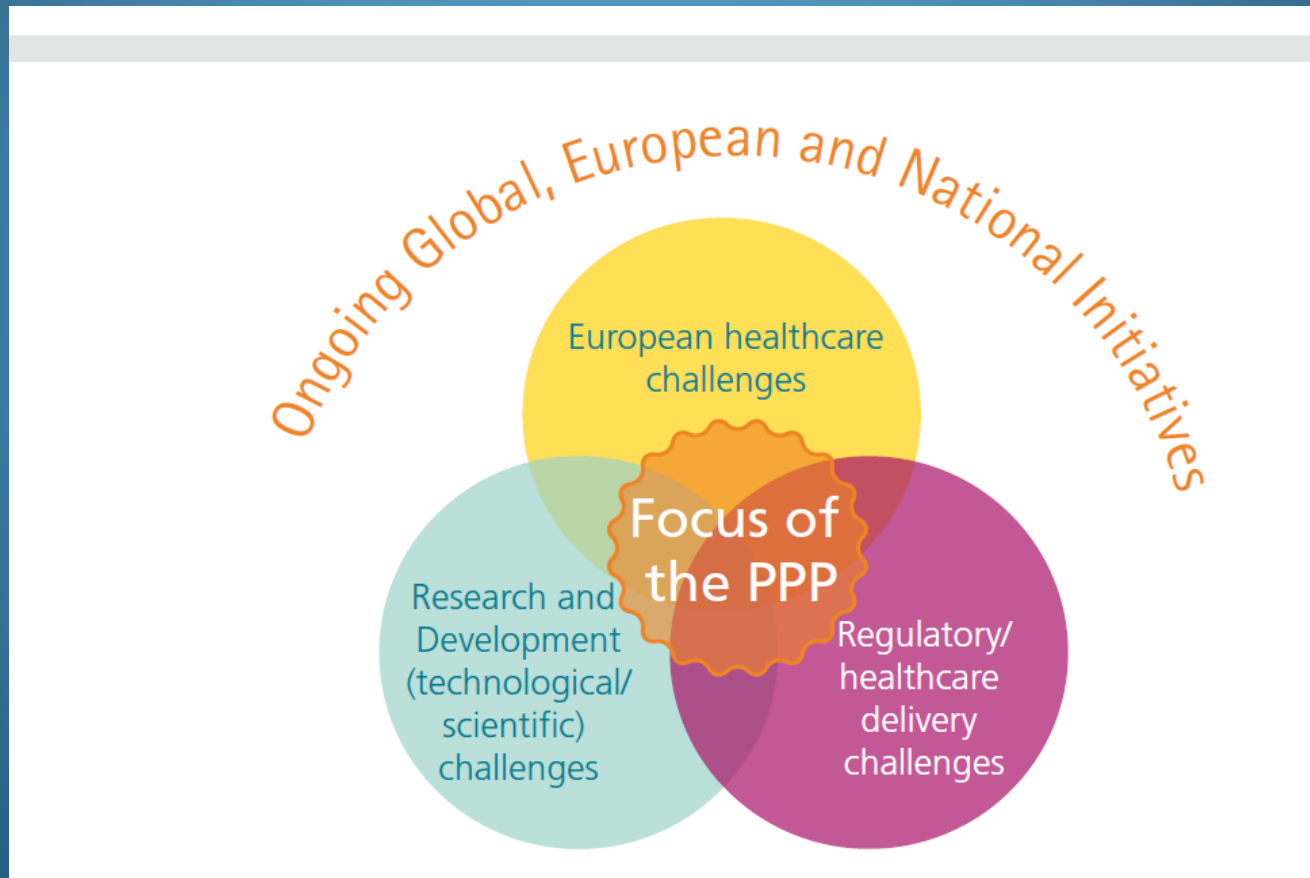 Ongoing Global, European and National Initiatives
European healthcare
challenges
Focus of
the PPP
Research and
Development
(technological/
scientific)
challenges
Regulatory/
healthcare
delivery
challenges